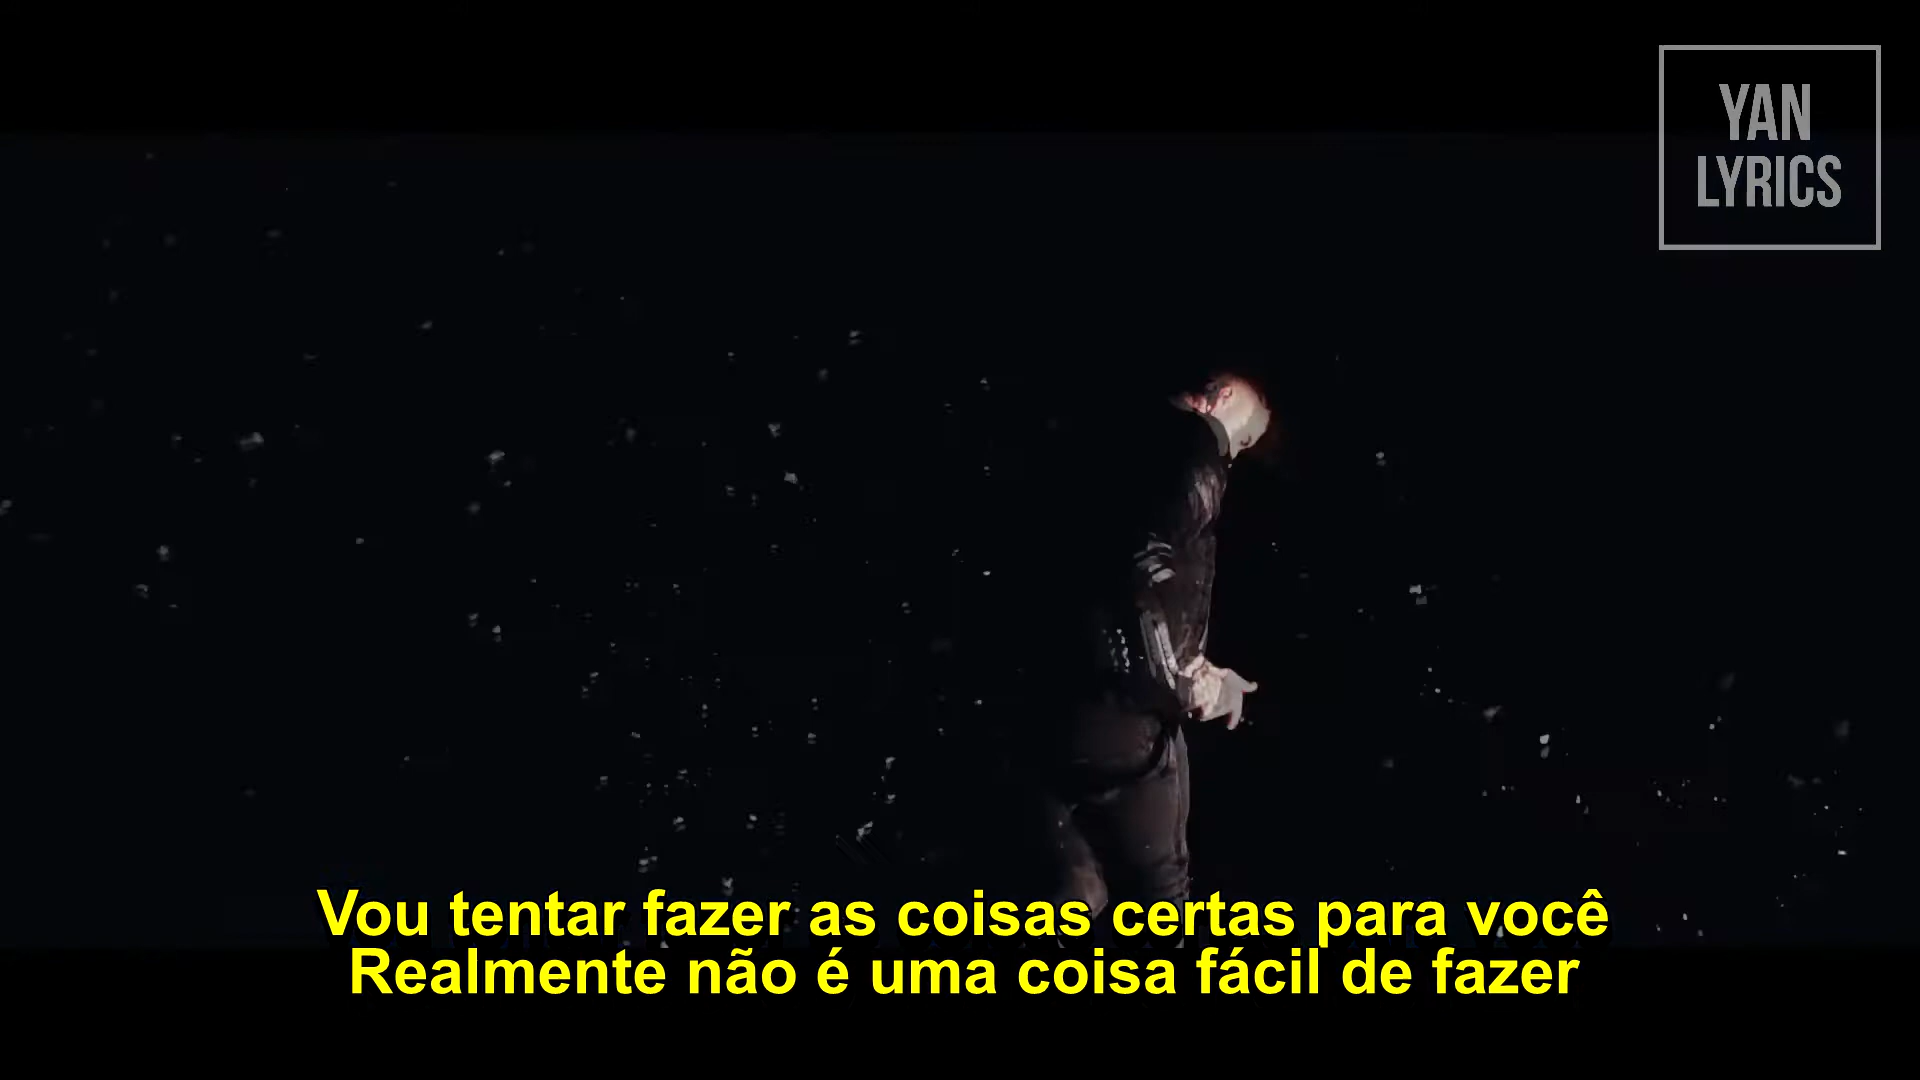 YAN
LYRICS
Vou tentar fazer as coisas certas para você
Realmente não é uma coisa fácil de fazer